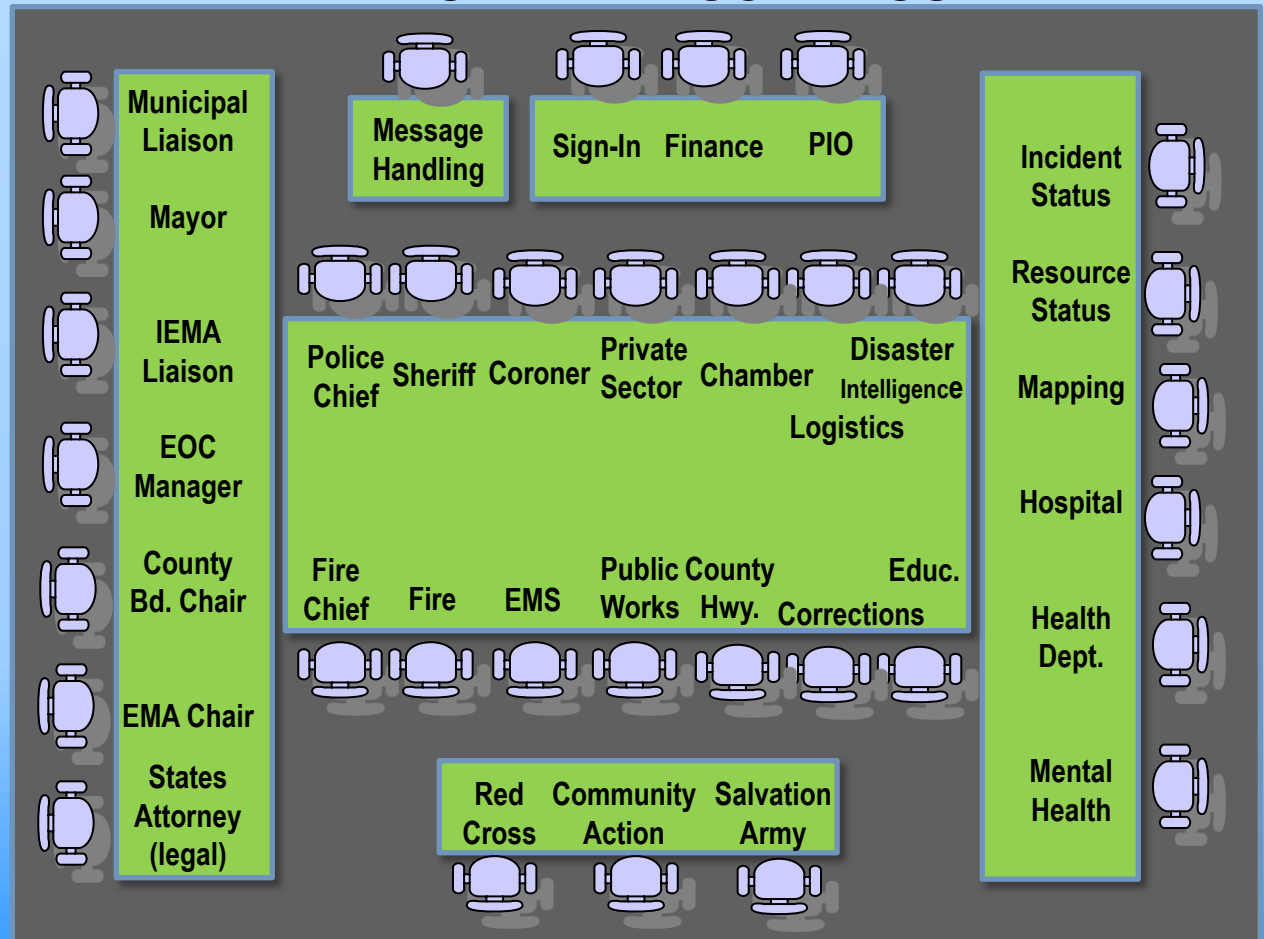 Municipal
Liaison
Mayor
IEMA
Liaison
EOC
Manager
County
Bd. Chair
EMA Chair
States
Attorney
(legal)
Message
Handling
Sign-In Finance PIO
Police
Chief
Sheriff
Coroner
Private
Sector
Chamber
Disaster
Intelligence
Logistics
Fire
Chief
Fire
EMS
Public
Works
County
Hwy.
Corrections
Educ.
Red
Cross
Community
Action
Salvation
Army
Incident
Status
Resource
Status
Mapping
Hospital
Health
Dept.
Mental
Health